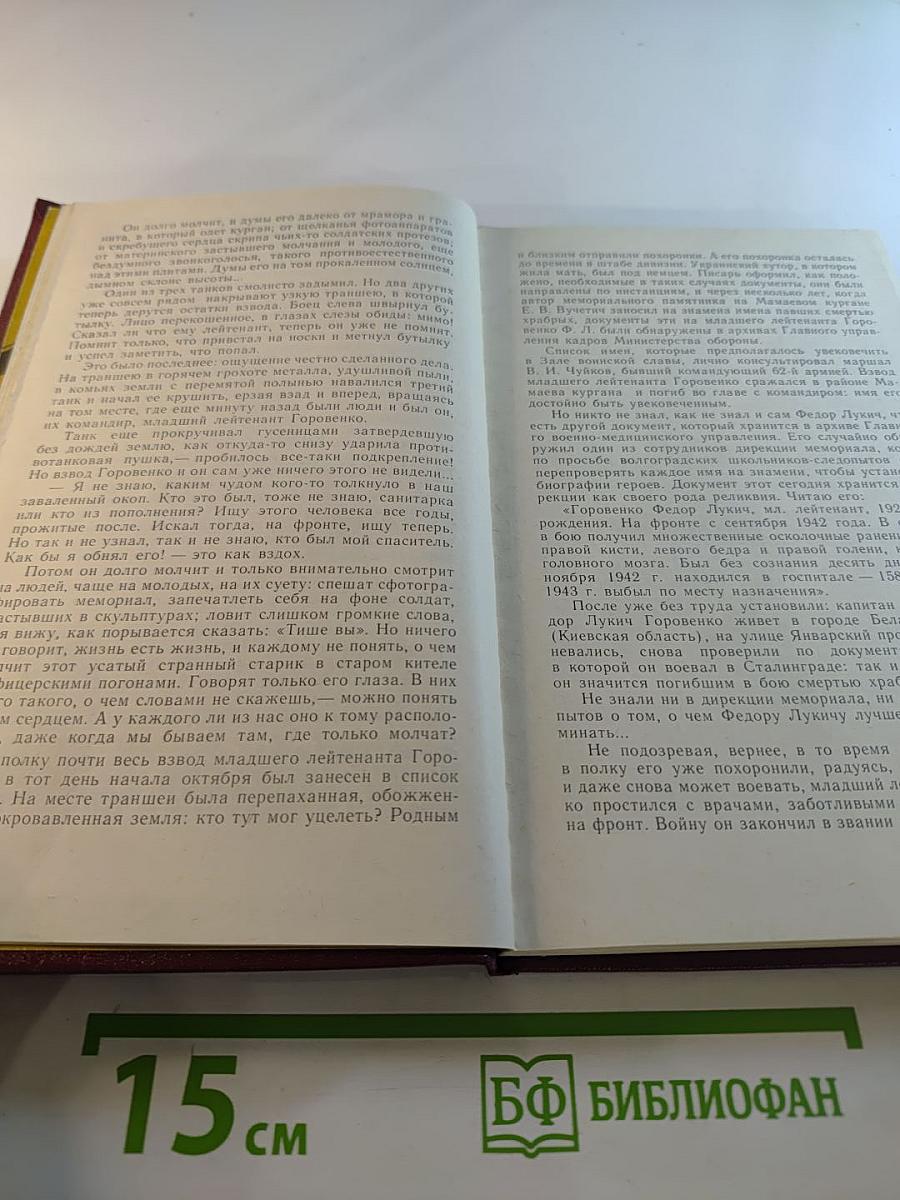 Он долго молчит, и думы его далеко от мрамора и гра-
нита, в который одет курган; от щелканья фотоаппаратов
и скребущего сердца скрипа чьих-то солдатских протезов;
от материнского застывшего молчания и молодого, еще
бездумного звонкоголосья, такого противоестественного
над этими плитами. Думы его на том прокаленном солнцем,
дымном склоне высоты...
Один из трех танков смолисто задымил. Но два других
уже совсем рядом накрывают узкую траншею, в которой
теперь дерутся остатки взвода. Боец слева швырнул бу-
тылку. Лицо перекошенное, в глазах слезы обиды: мимо!
Сказал ли что ему лейтенант, теперь он уже не помнит.
Помнит только, что привстал на носки и метнул бутылку
и успел заметить, что попал.
Это было последнее: ощущение честно сделанного дела.
На траншею в горячем грохоте металла, удушливой пыли,
в комьях земли с перемятой полынью навалился третий
танк и начал ее крушить, ерзая взад и вперед, вращаясь
на том месте, где еще минуту назад были люди и был он,
их командир, младший лейтенант Горовенко.
Танк еще прокручивал гусеницами затвердевшую
без дождей землю, как откуда-то снизу ударила проти-
вотанковая пушка,— пробилось все-таки подкрепление!
Но взвод Горовенко и он сам уже ничего этого не видели...
— Я не знаю, каким чудом кого-то толкнуло в наш
заваленный окоп. Кто это был, тоже не знаю, санитарка
или кто из пополнения? Ищу этого человека все годы,
прожитые после. Искал тогда, на фронте, ищу теперь.
Но так и не узнал, так и не знаю, кто был мой спаситель.
Как бы я обнял его! — это как вздох.
Потом он долго молчит и только внимательно смотрит
на людей, чаще на молодых, на их суету: спешат сфотогра-
фировать мемориал, запечатлеть себя на фоне солдат,
астывших в скульптурах; ловит слишком громкие слова,
я вижу, как порывается сказать: «Тише вы». Но ничего
говорит, жизнь есть жизнь, и каждому не понять, о чем
лчит этот усатый странный старик в старом кителе
фицерскими погонами. Говорят только его глаза. В них
го такого, о чем словами не скажешь,— можно понять
м сердцем. А у каждого ли из нас оно к тому располо-
, даже когда мы бываем там, где только молчат?
полку почти весь взвод младшего лейтенанта Горо-
в тот день начала октября был занесен в список
. На месте траншеи была перепаханная, обожжен-
кровавленная земля: кто тут мог уцелеть? Родным
и близким отправили похоронки. А его похоронка осталась
до времени в штабе дивизии. Украинский хутор, в котором
жила мать, был под немцем. Писарь оформил, как поло-
жено, необходимые в таких случаях документы, они были
направлены по инстанциям, и через несколько лет, когда
автор мемориального памятника на Мамаевом кургане
Е. В. Вучетич заносил на знамена имена павших смертью
храбрых, документы эти на младшего лейтенанта Горо-
венко Ф. Л. были обнаружены в архивах Главного управ-
ления кадров Министерства обороны.
Список имен, которые предполагалось увековечить
в Зале воинской славы, лично консультировал маршал
В. И. Чуйков, бывший командующий 62-й армией. Взвод
младшего лейтенанта Горовенко сражался в районе Ма-
маева кургана и погиб во главе с командиром: имя его
достойно быть увековеченным.
Но никто не знал, как не знал и сам Федор Лукич, чт
есть другой документ, который хранится в архиве Главн
го военно-медицинского управления. Его случайно обн
ружил один из сотрудников дирекции мемориала, ко
по просьбе волгоградских школьников-следопытов
перепроверять каждое имя на знамени, чтобы устано
биографии героев. Документ этот сегодня хранится
рекции как своего рода реликвия. Читаю его:
«Горовенко Федор Лукич, мл. лейтенант, 192
рождения. На фронте с сентября 1942 года. В о
в бою получил множественные осколочные ранен
правой кисти, левого бедра и правой голени, к
головного мозга. Был без сознания десять дн
ноября 1942 г. находился в госпитале — 158
1943 г. выбыл по месту назначения».
После уже без труда установили: капитан
дор Лукич Горовенко живет в городе Бела
(Киевская область), на улице Январский про
невались, снова проверили по документ
в которой он воевал в Сталинграде: так и
он значится погибшим в бою смертью храб
Не знали ни в дирекции мемориала, ни
пытов о том, о чем Федору Лукичу лучше
минать...
Не подозревая, вернее, в то время
в полку его уже похоронили, радуясь,
и даже снова может воевать, младший ле
ко простился с врачами, заботливыми
на фронт. Войну он закончил в звании
15 см
БФ БИБЛИОФАН